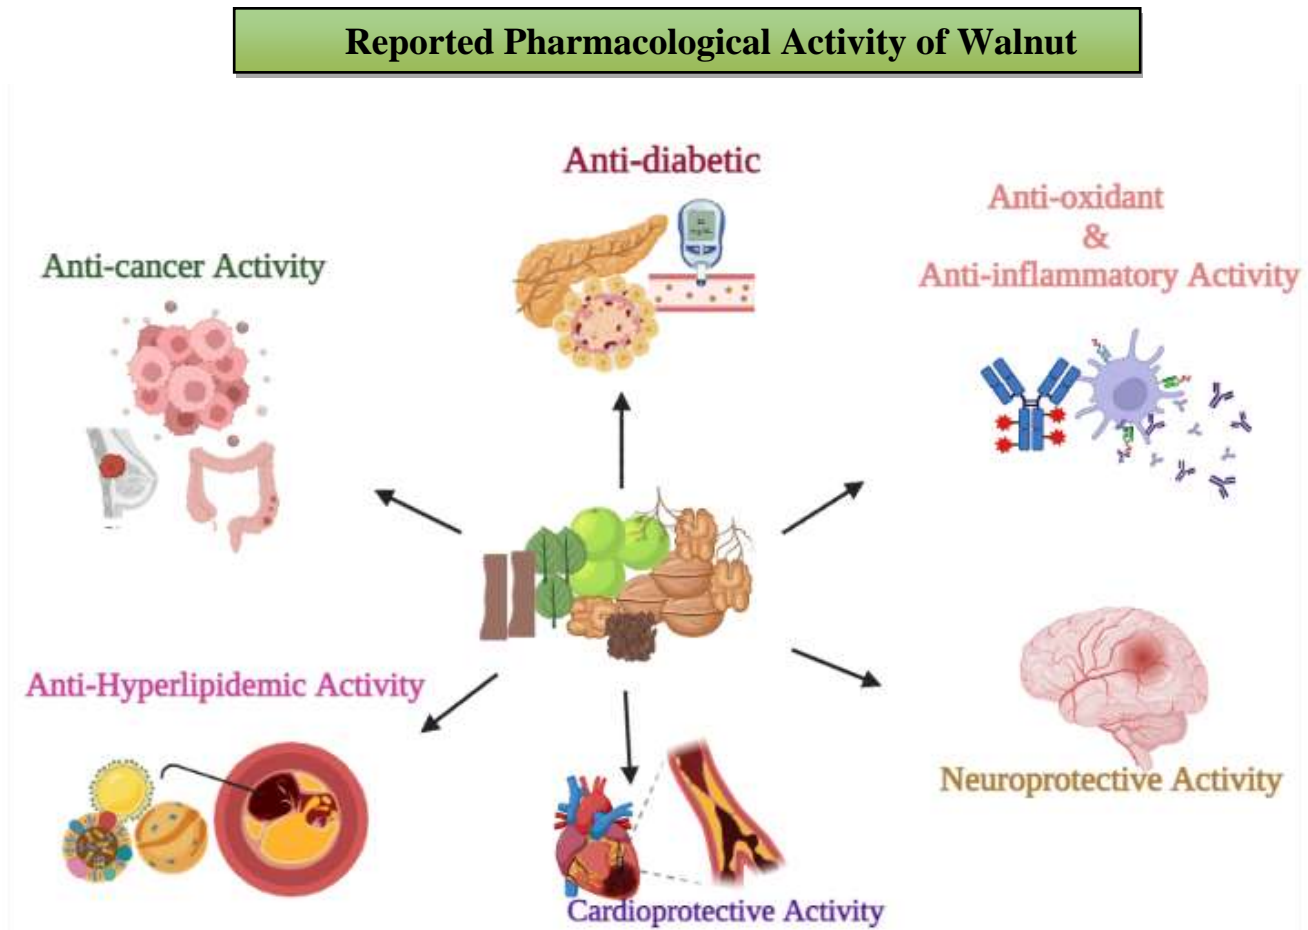 Reported Pharmacological Activity of Walnut
Anti-diabetic
Anti-oxidant
&
Anti-inflammatory Activity
Anti-cancer Activity
Anti-Hyperlipidemic Activity
Neuroprotective Activity
Cardioprotective Activity